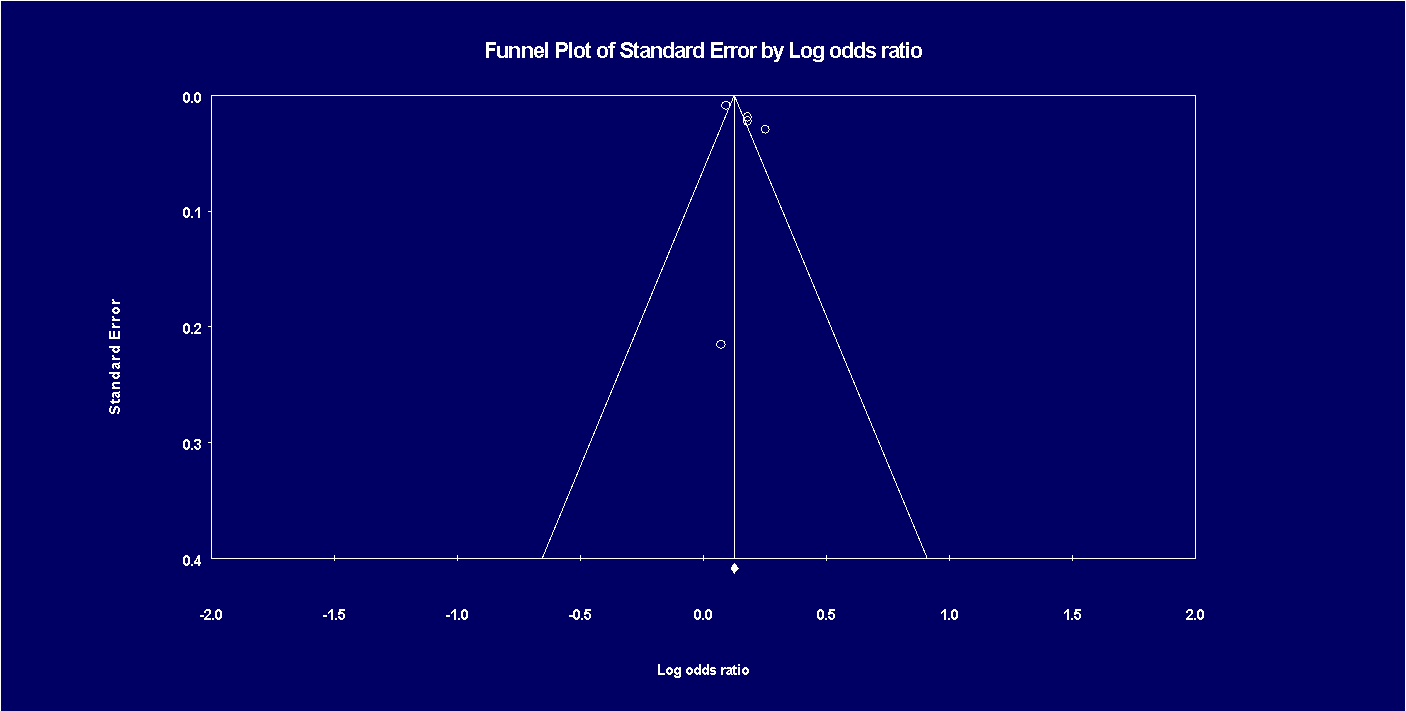 Funnel Plot of Standard Error by Log odds ratio
0.0
0.1
0.2
0.3
0.4
Standard Error
-2.0 -1.5 -1.0 -0.5 0.0 0.5 1.0 1.5 2.0
Log odds ratio